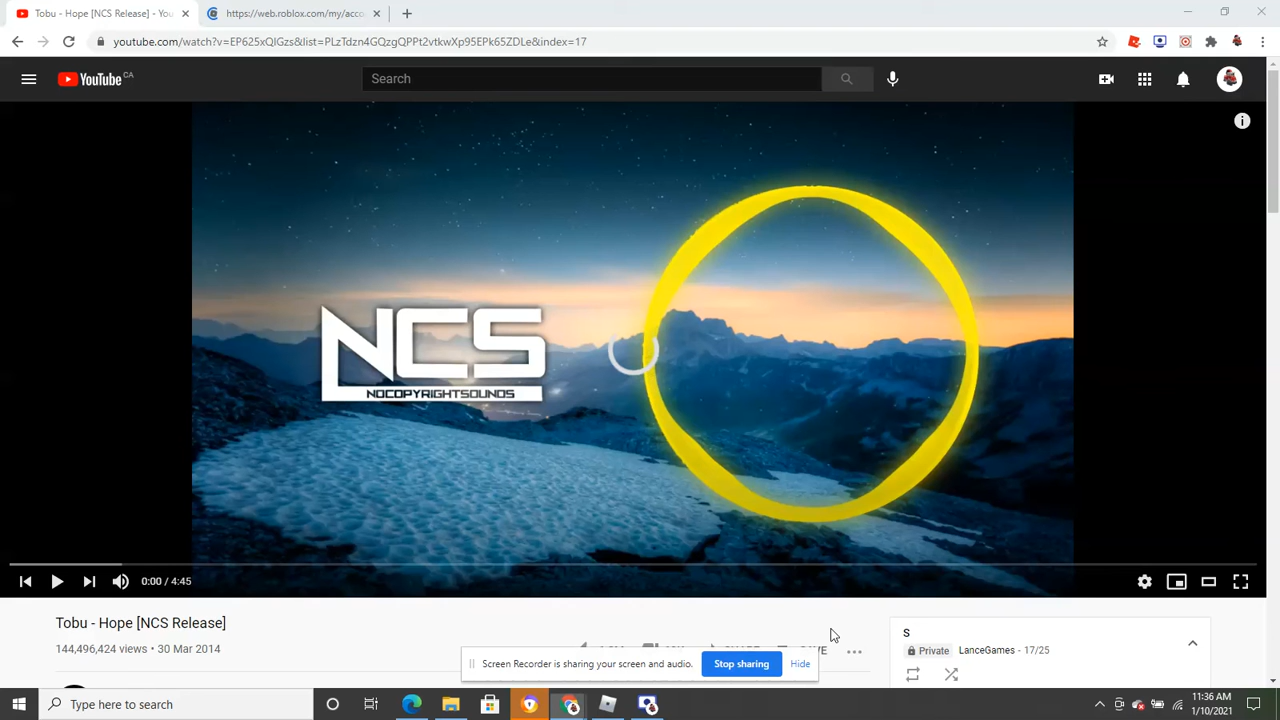 Tobu - Hope [NCS Release] - You
https://web.roblox.com/my/acco
youtube.com/watch?v=EP625xQIGzs&list=PLzTdzn4GQzgQPPt2vtkwXp95EPk65ZDLe&index=17
YouTube CA
Search
NCS
NOCOPYRIGHTSOUNDS
0:00 / 4:45
Tobu - Hope [NCS Release]
144,496,424 views • 30 Mar 2014
S
Private LanceGames - 17/25
Screen Recorder is sharing your screen and audio.
Stop sharing
Hide
Type here to search
11:36 AM
1/10/2021